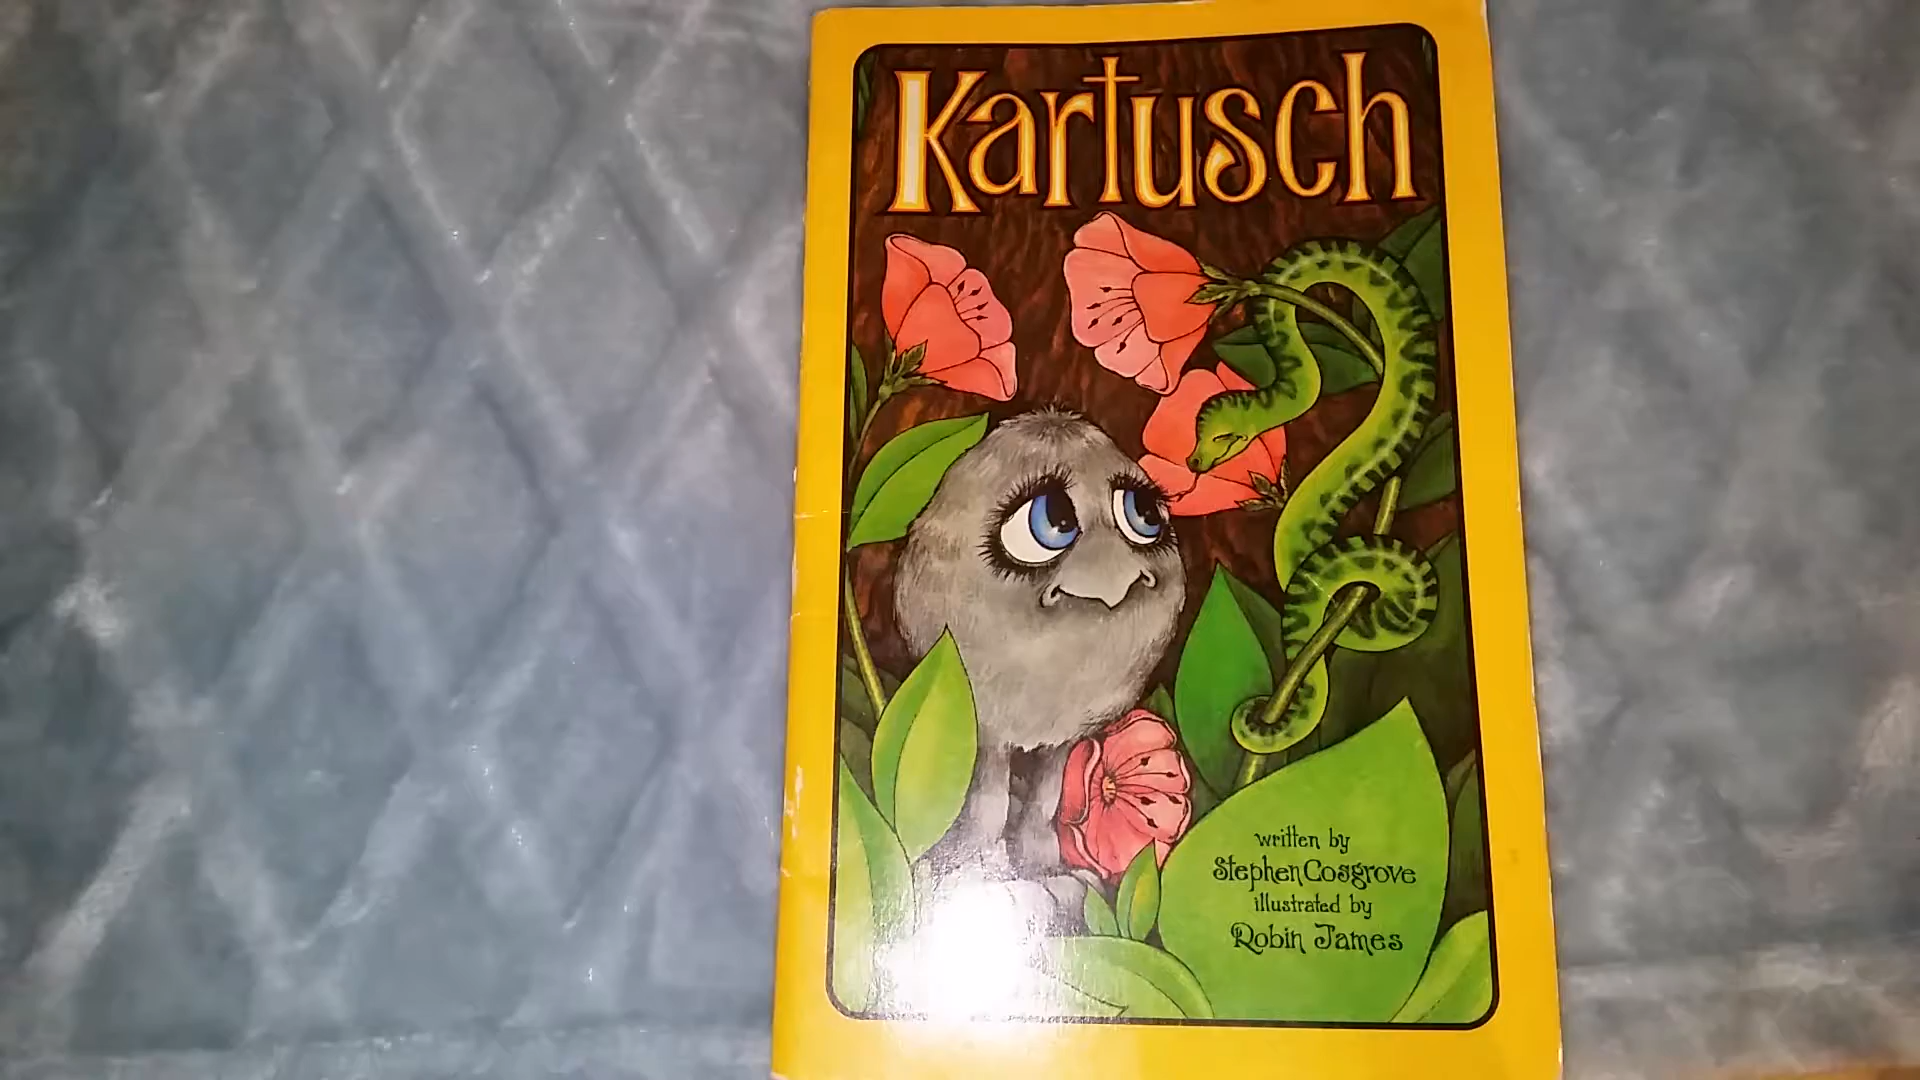 Kartusch
written by
Stephen Cosgrove
illustrated by
Robin James